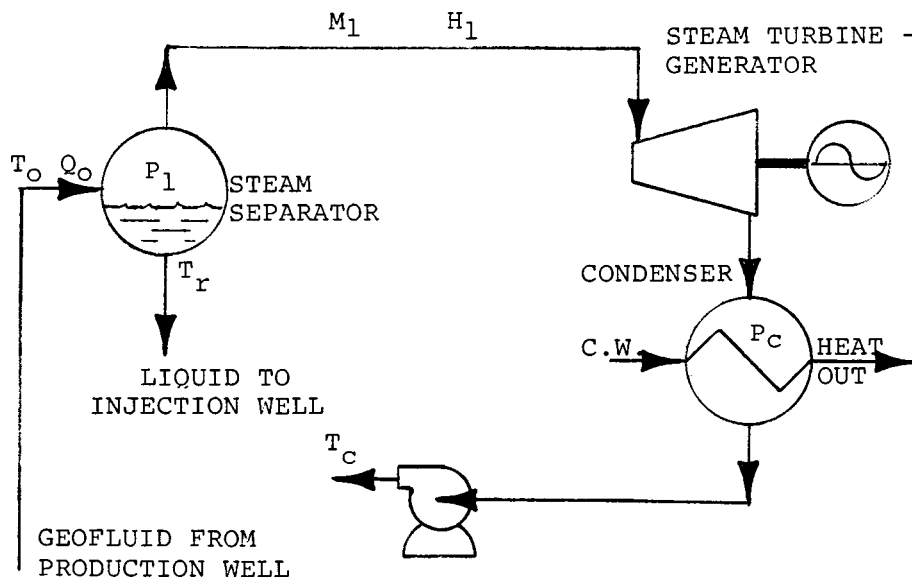 M1 H1
STEAM TURBINE -
GENERATOR
To Qo
P1
STEAM
SEPARATOR
Tr
CONDENSER
Pc
C.W.
HEAT
OUT
LIQUID TO
INJECTION WELL
Tc
GEOFLUID FROM
PRODUCTION WELL